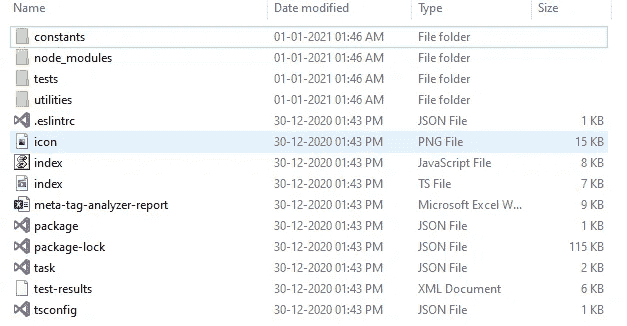 Name Date modified Type Size
constants 01-01-2021 01:46 AM File folder
node_modules 01-01-2021 01:46 AM File folder
tests 01-01-2021 01:46 AM File folder
utilities 01-01-2021 01:46 AM File folder
.eslintrc 30-12-2020 01:43 PM JSON File 1 KB
icon 30-12-2020 01:43 PM PNG File 15 KB
index 30-12-2020 01:43 PM JavaScript File 8 KB
index 30-12-2020 01:43 PM TS File 7 KB
meta-tag-analyzer-report 30-12-2020 01:43 PM Microsoft Excel W... 9 KB
package 30-12-2020 01:43 PM JSON File 1 KB
package-lock 30-12-2020 01:43 PM JSON File 115 KB
task 30-12-2020 01:43 PM JSON File 2 KB
test-results 30-12-2020 01:43 PM XML Document 6 KB
tsconfig 30-12-2020 01:43 PM JSON File 1 KB